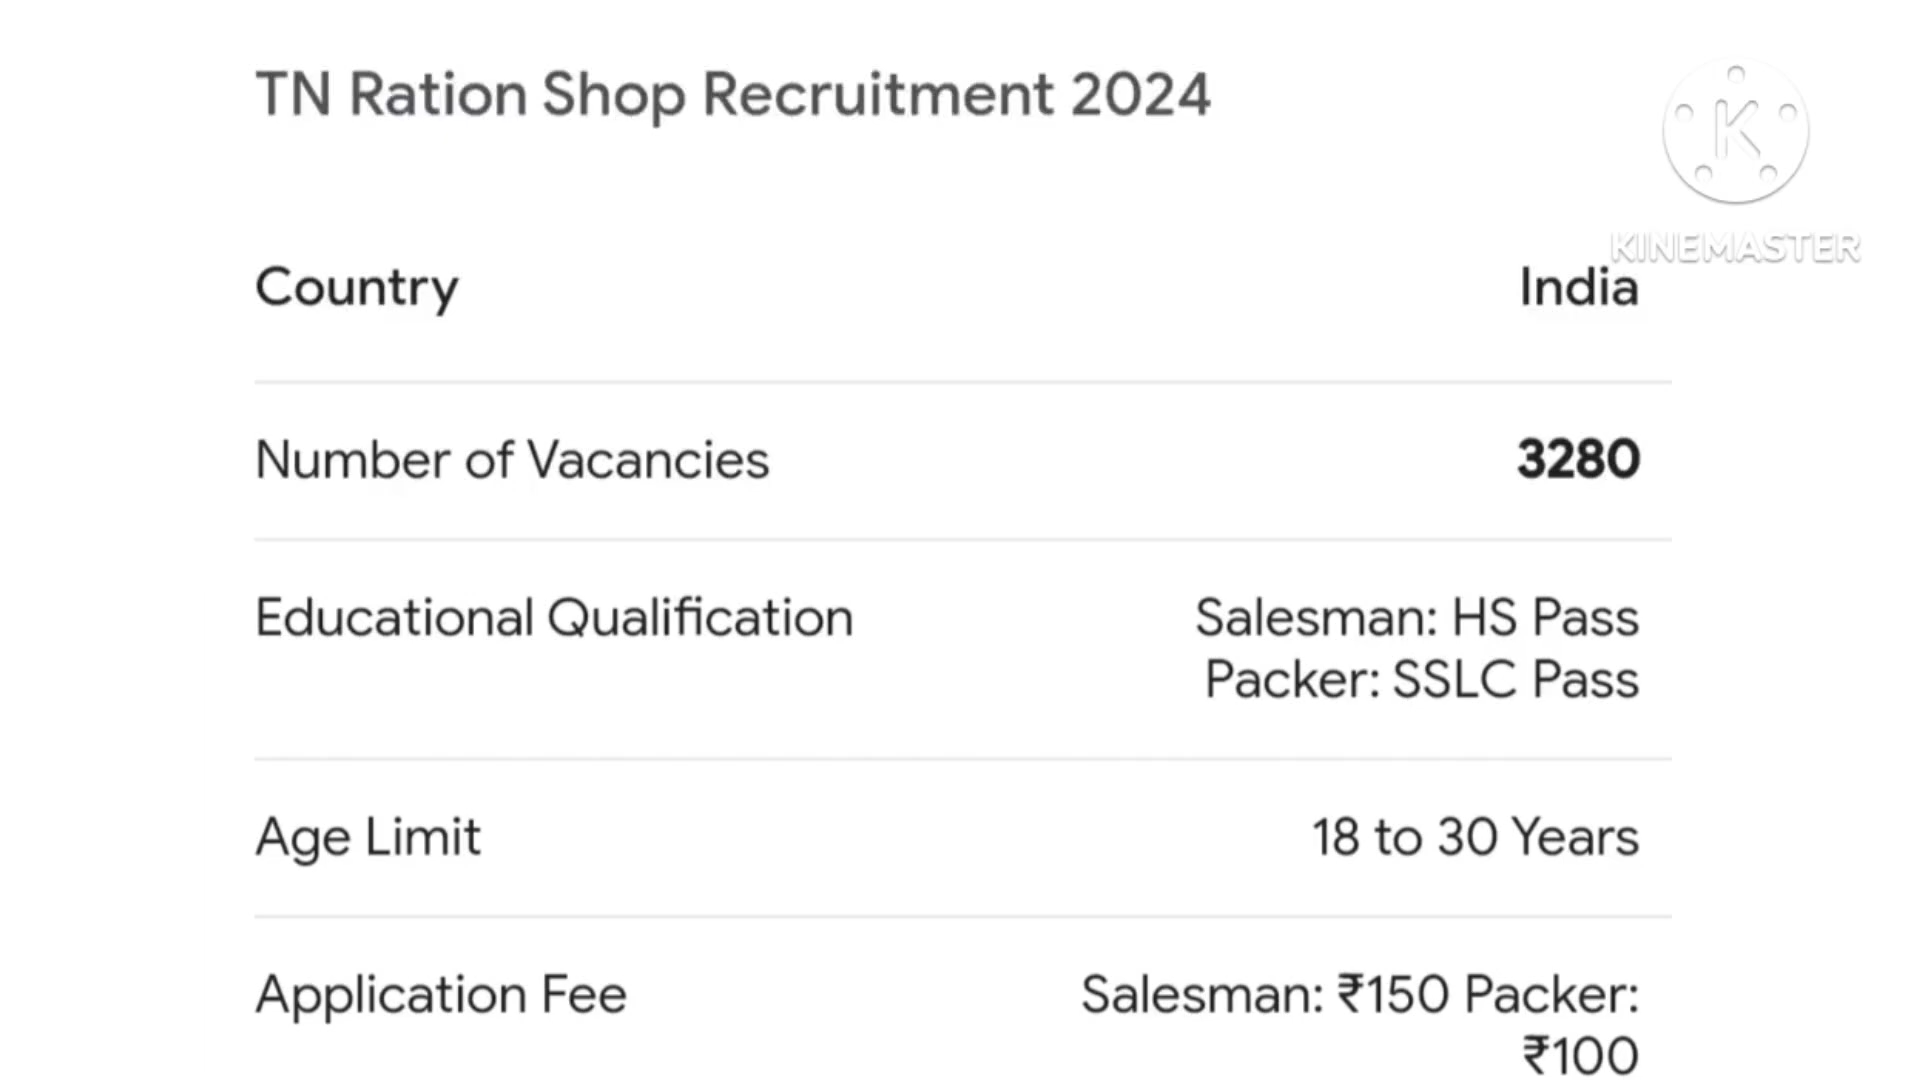 TN Ration Shop Recruitment 2024
K
KINEMASTER
Country India
Number of Vacancies 3280
Educational Qualification Salesman: HS Pass
Packer: SSLC Pass
Age Limit 18 to 30 Years
Application Fee Salesman: ₹150 Packer:
₹100